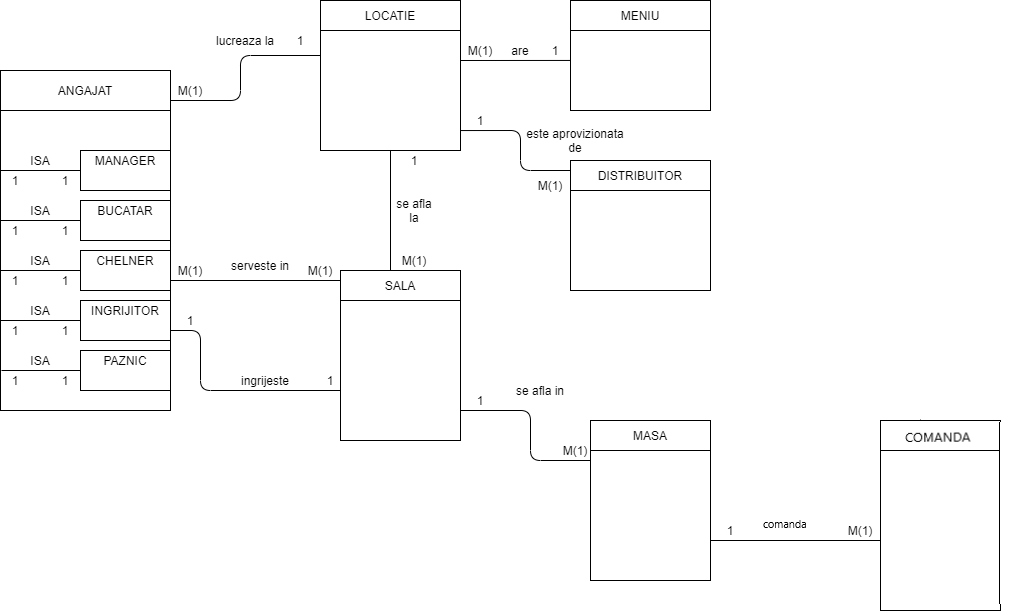 LOCATIE
MENIU
lucreaza la
1
M(1)
are
1
ANGAJAT
M(1)
1
este aprovizionata
de
ISA
MANAGER
1
1
1
DISTRIBUITOR
M(1)
se afla
la
ISA
BUCATAR
1
1
ISA
CHELNER
M(1)
serveste in
M(1)
M(1)
1
1
SALA
ISA
INGRIJITOR
1
1
1
ISA
PAZNIC
1
1
ingrijeste
1
se afla in
1
MASA
COMANDA
M(1)
1
comanda
M(1)